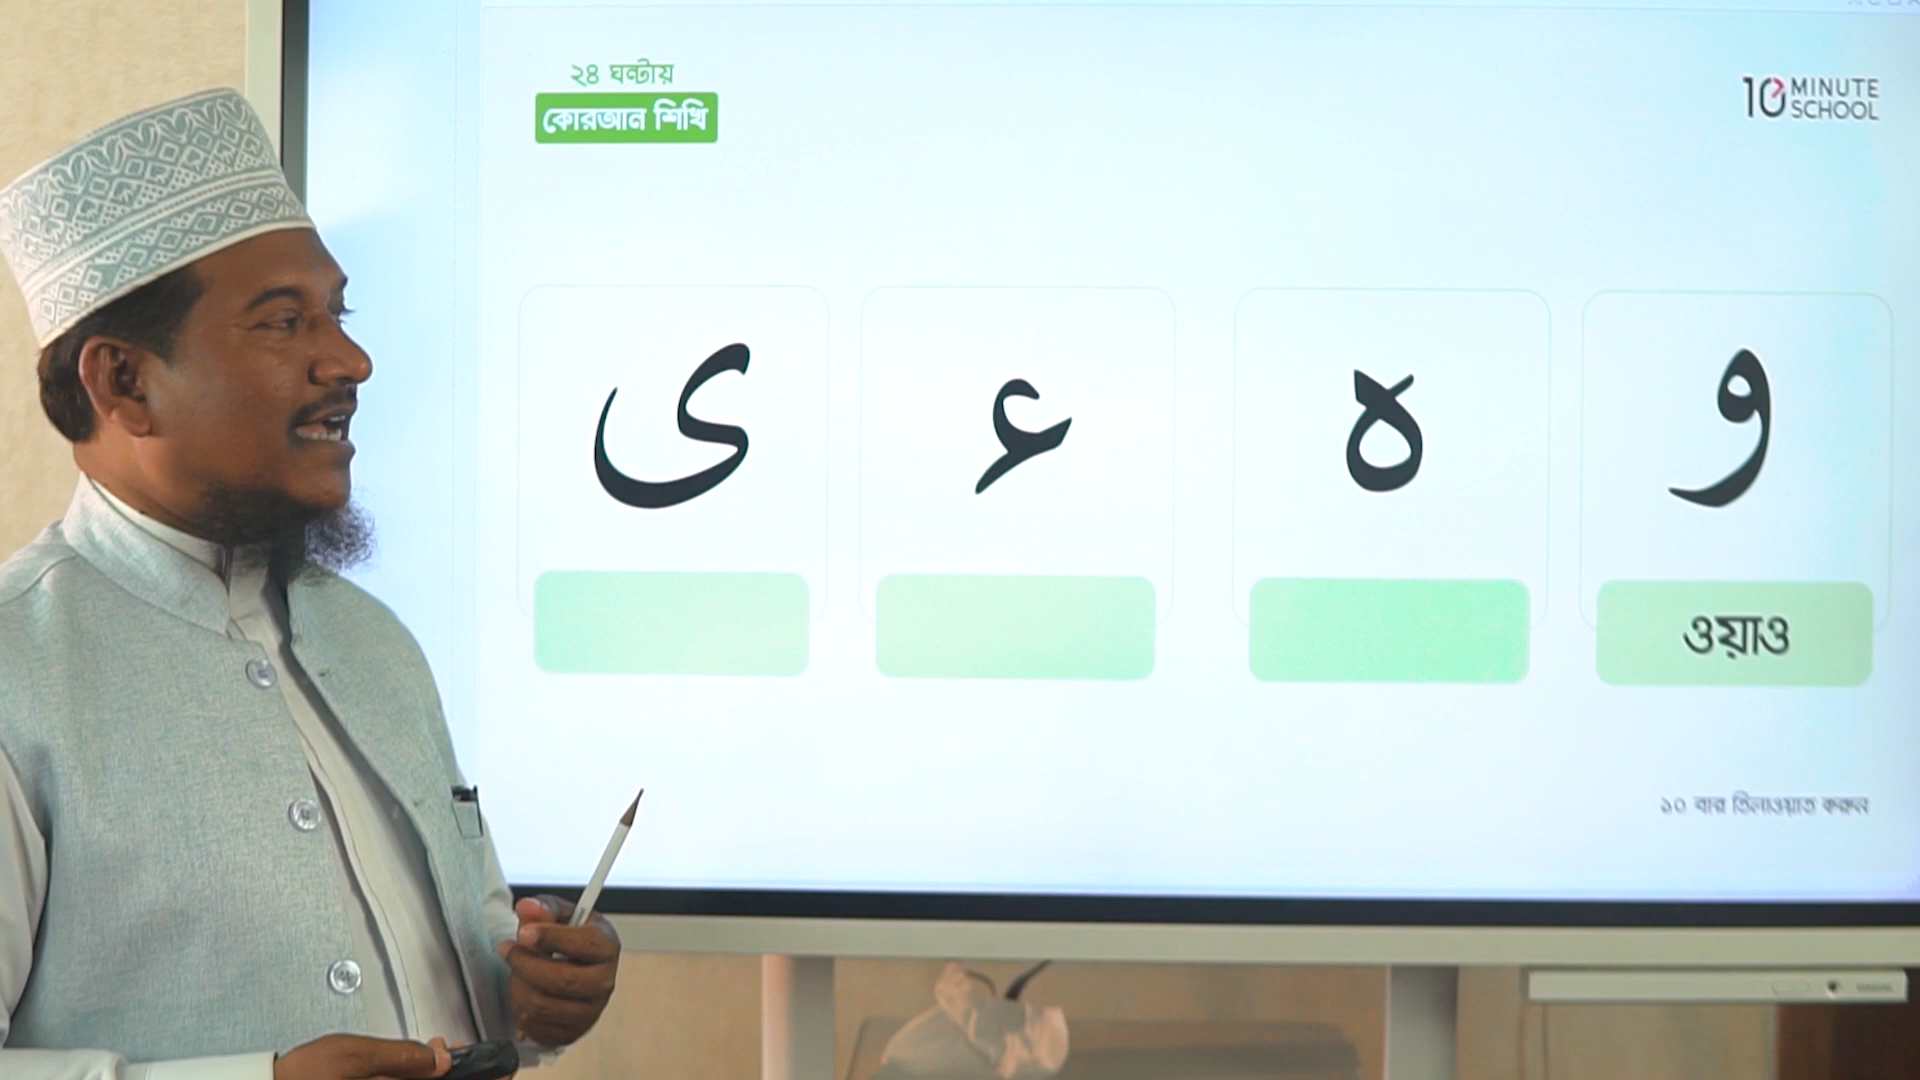 ২৪ ঘন্টায়
কোরআন শিখি
10 MINUTE SCHOOL
و ه ء ى
ওয়াও
১০ বার তিলাওয়াত করুন